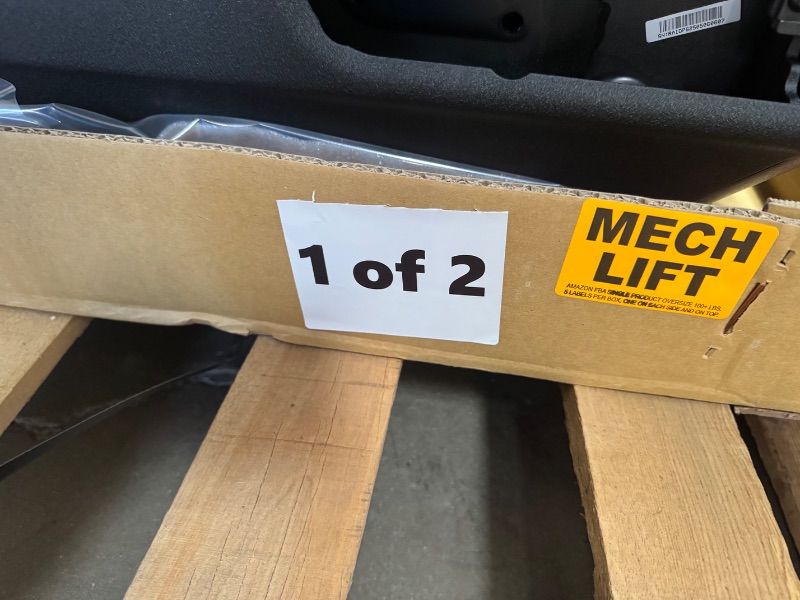 1 of 2
MECH
LIFT
AMAZON FBA SINGLE PRODUCT OVERSIZE 100+ LBS.
5 LABELS PER BOX, ONE ON EACH SIDE AND ON TOP.